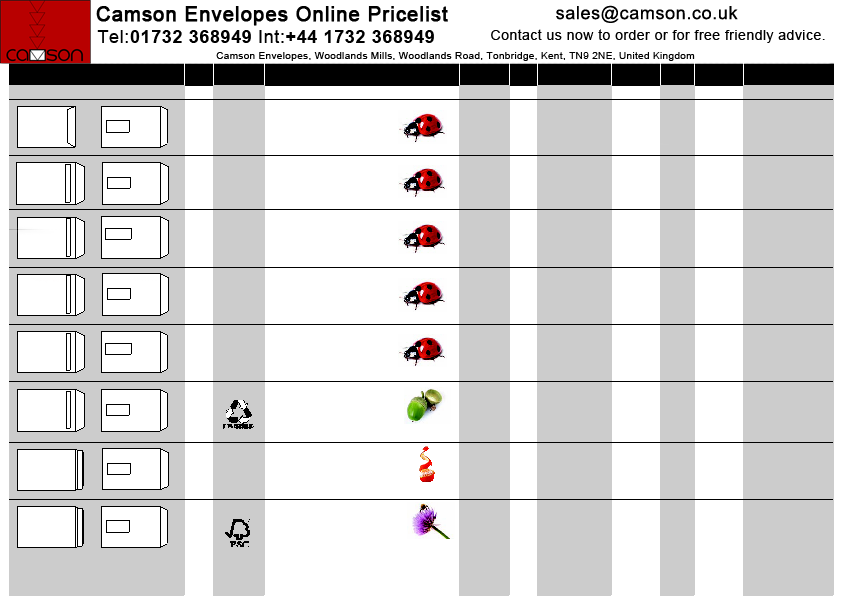 Camson Envelopes Online Pricelist
sales@camson.co.uk
Tel:01732 368949 Int:+44 1732 368949
Contact us now to order or for free friendly advice.
camson
Camson Envelopes, Woodlands Mills, Woodlands Road, Tonbridge, Kent, TN9 2NE, United Kingdom
FSC